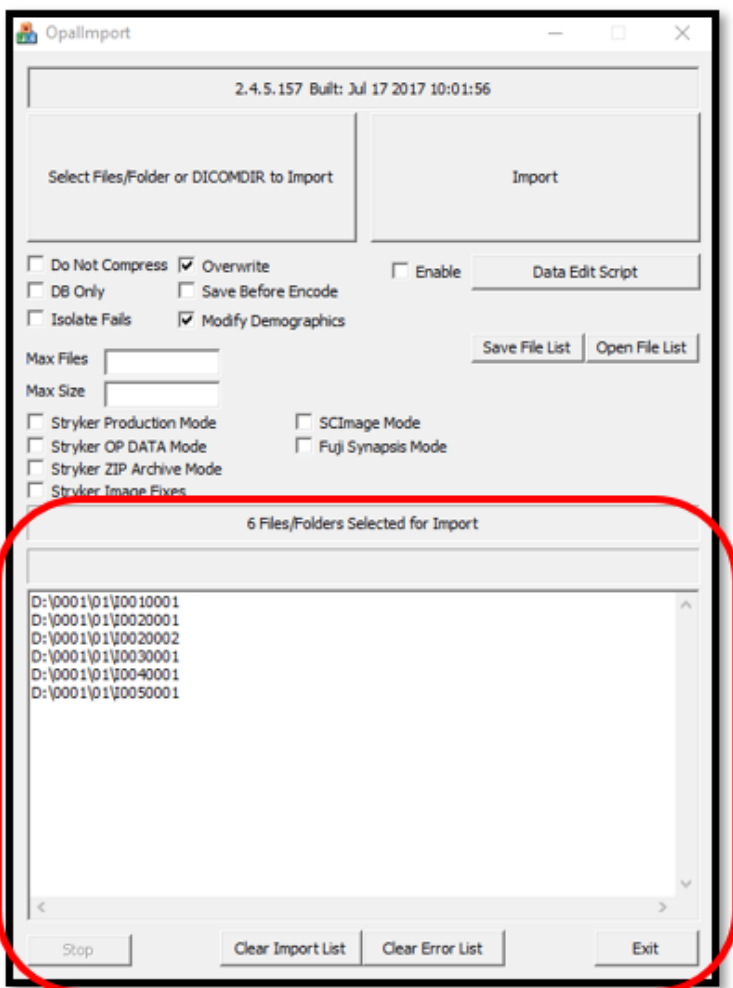 OpalImport
2.4.5.157 Built: Jul 17 2017 10:01:56
Select Files/Folder or DICOMDIR to Import
Import
Do Not Compress Overwrite Enable Data Edit Script
DB Only Save Before Encode
Isolate Fails Modify Demographics
Save File List Open File List
Max Files
Max Size
Stryker Production Mode SCImage Mode
Stryker OP DATA Mode Fuji Synapsis Mode
Stryker ZIP Archive Mode
Stryker Image Fixes
6 Files/Folders Selected for Import
D:\0001\01\I0010001
D:\0001\01\I0020001
D:\0001\01\I0020002
D:\0001\01\I0030001
D:\0001\01\I0040001
D:\0001\01\I0050001
Stop Clear Import List Clear Error List Exit